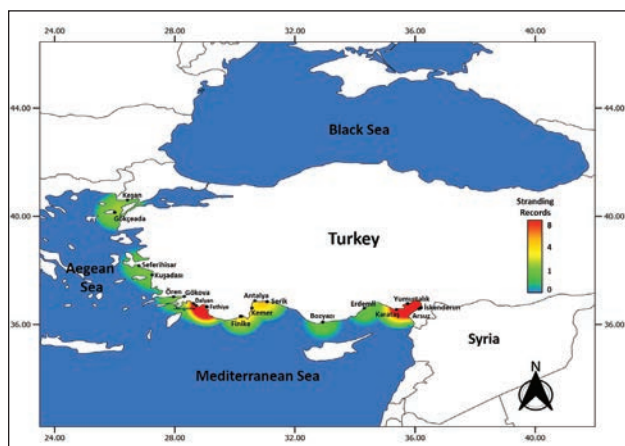 24.00 28.00 32.00 36.00 40.00
44.00 44.00
Black Sea
Keşan
40.00 40.00
Gökçeada
Stranding
Records
8
6
4
2
1
0
Turkey
Aegean
Sea
Seferihisar
Kuşadası
Ören Gökova
Dalyan
Fethiye
Antalya
Serik
Kemer
Finike
Bozyazı
Erdemli
Yumurtalık
Karataş
İskenderun
Arsuz
36.00 36.00
Syria
Mediterranean Sea
N
24.00 28.00 32.00 36.00 40.00